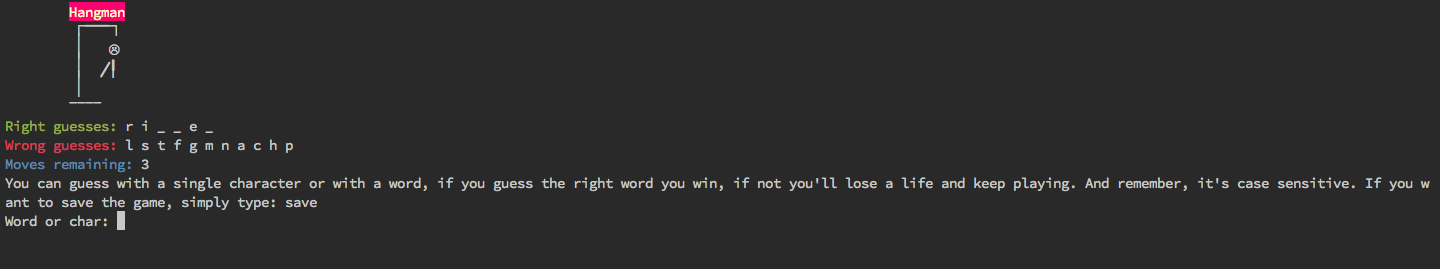 Hangman
Right guesses: r i _ _ e _
Wrong guesses: l s t f g m n a c h p
Moves remaining: 3
You can guess with a single character or with a word, if you guess the right word you win, if not you'll lose a life and keep playing. And remember, it's case sensitive. If you w
ant to save the game, simply type: save
Word or char: